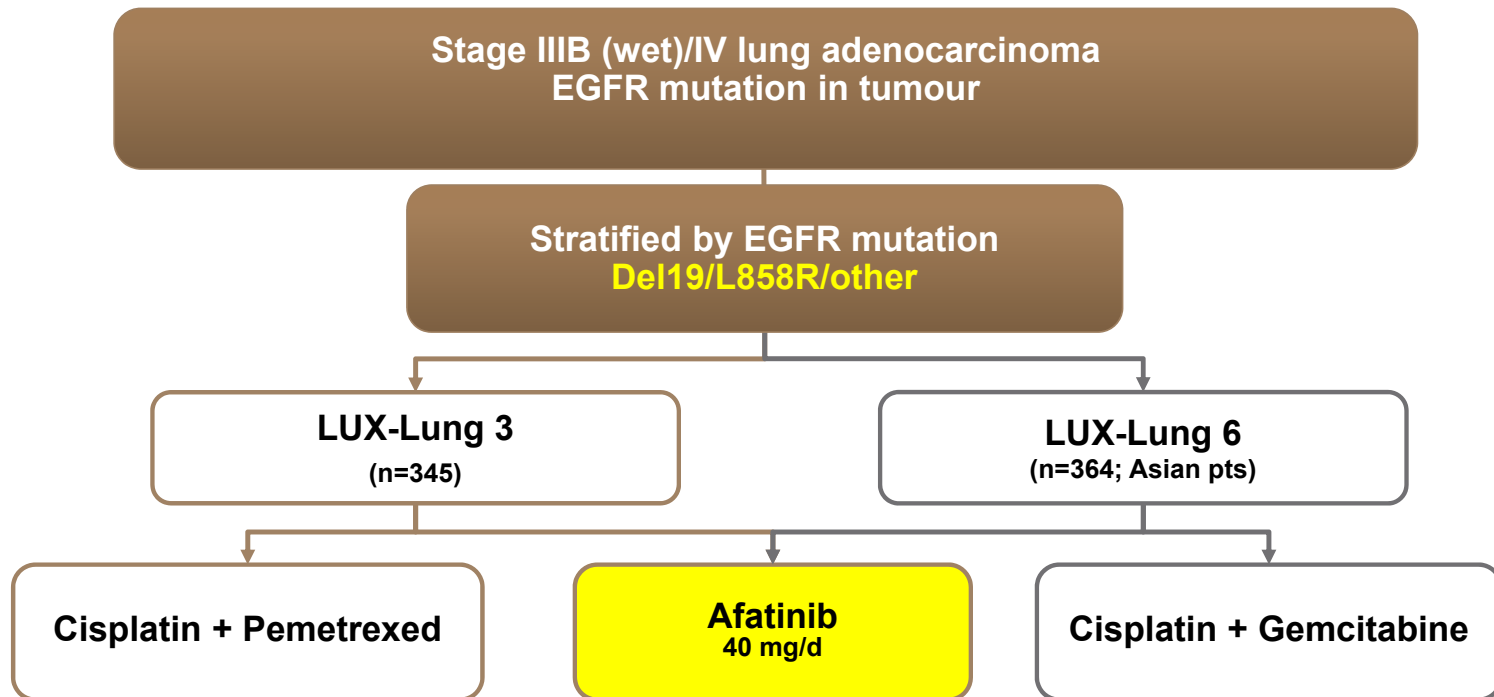 Stage IIIB (wet)/IV lung adenocarcinoma
EGFR mutation in tumour
Stratified by EGFR mutation
Del19/L858R/other
LUX-Lung 3
(n=345)
LUX-Lung 6
(n=364; Asian pts)
Cisplatin + Pemetrexed
Afatinib
40 mg/d
Cisplatin + Gemcitabine